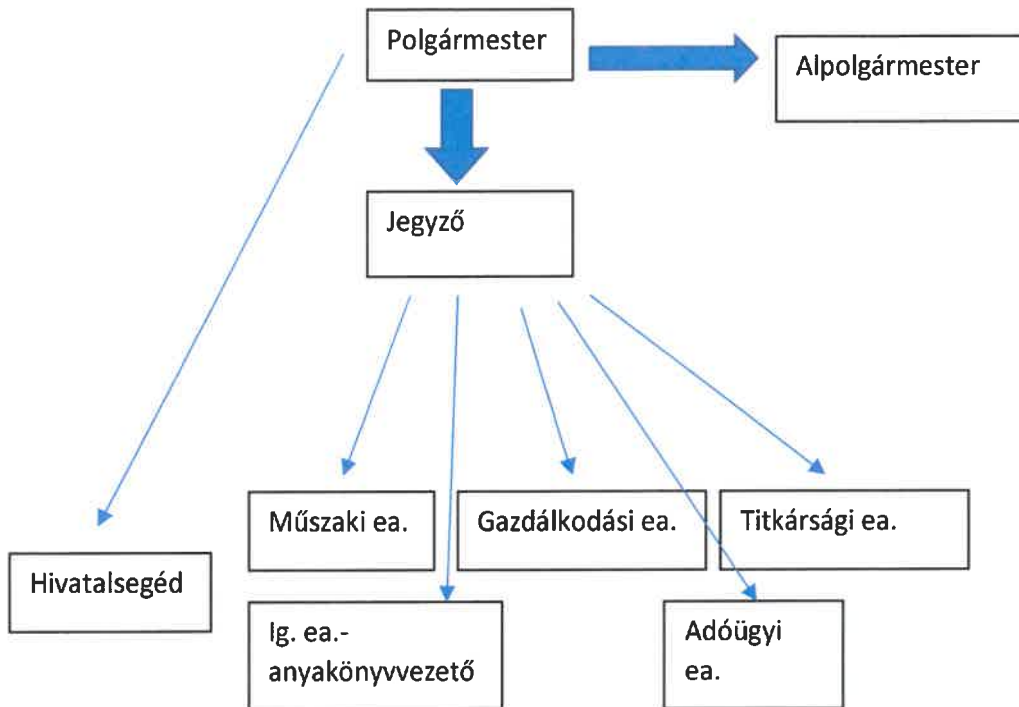 Polgármester
Alpolgármester
Jegyző
Műszaki ea.
Gazdálkodási ea.
Titkársági ea.
Hivatalsegéd
Ig. ea.-
anyakönyvvezető
Adóügyi
ea.